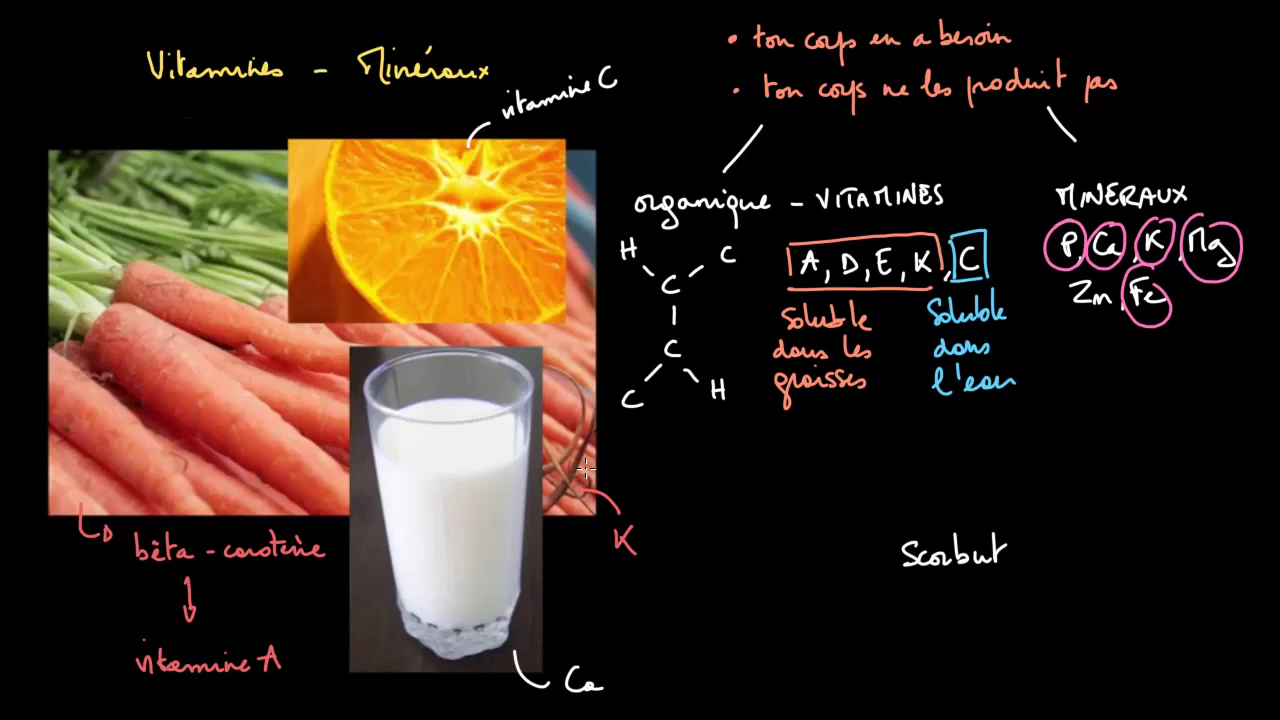 Vitamines - Minéraux
vitamine C
• ton corps en a besoin
• ton corps ne les produit pas
organique - VITAMINES
MINERAUX
H
C
C
C
C
H
A, D, E, K, C
soluble
dans les
graisses
Soluble
dans
l'eau
P, Ca, K, Mg
Zn, Fe
bêta-carotène
vitamine A
K
Ca
Scorbut